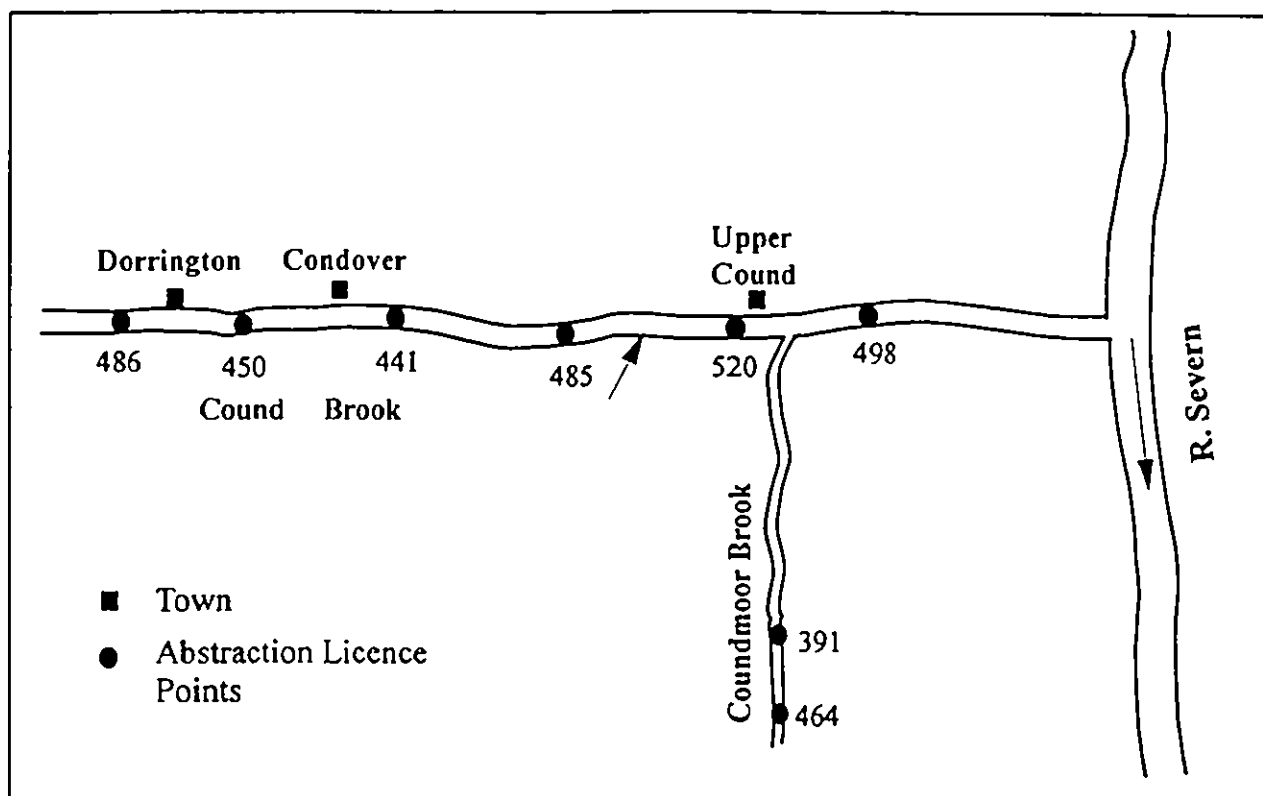 Upper
Cound
Dorrington
Condover
486
450
441
485
520
498
Cound Brook
R. Severn
Coundmoor Brook
391
464
Town
Abstraction Licence
Points